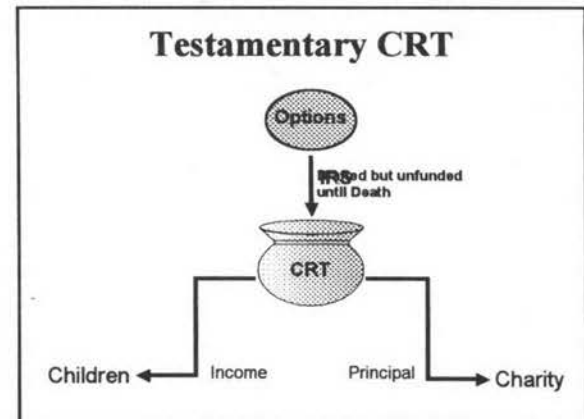 Testamentary CRT
Options
IRS
but unfunded
until Death
CRT
Children
Income
Principal
Charity